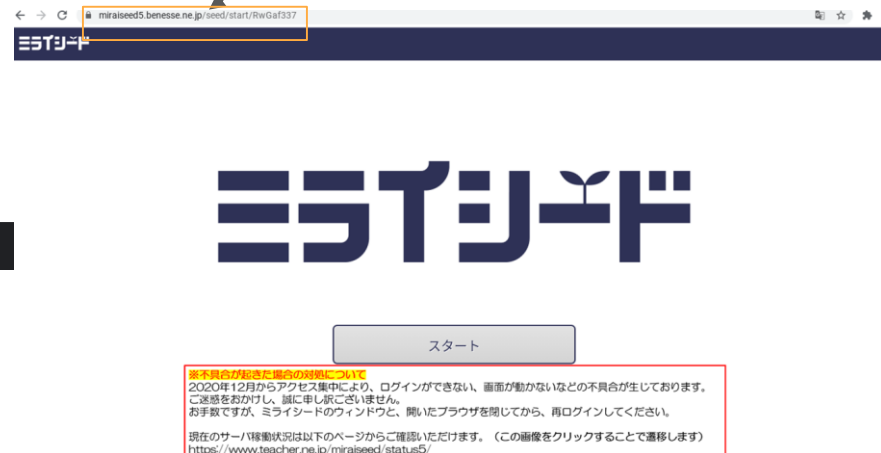 miraiseed5.benesse.ne.jp/seed/start/RwGaf337
ミライシード
ミライシード
スタート
※不具合が起きた場合の対処について
2020年12月からアクセス集中により、ログインができない、画面が動かないなどの不具合が生じております。
ご迷惑をおかけし、誠に申し訳ございません。
お手数ですが、ミライシードのウィンドウと、開いたブラウザを閉じてから、再ログインしてください。
現在のサーバ稼働状況は以下のページからご確認いただけます。（この画像をクリックすることで遷移します）
https://www.teacher.ne.jp/miraiseed/status5/